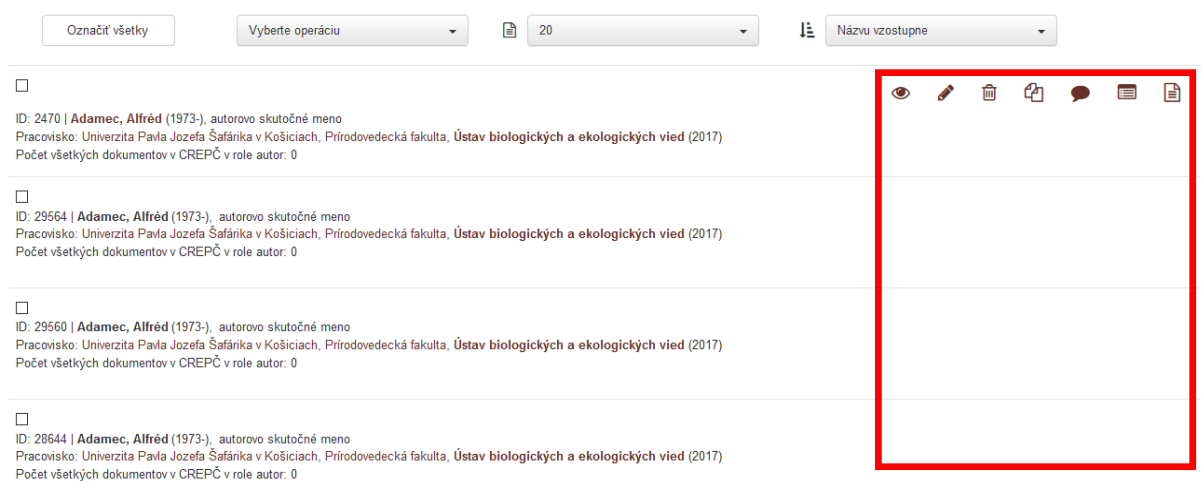 Označiť všetky
Vyberte operáciu
20
Názvu vzostupne
ID: 2470 | Adamec, Alfréd (1973-), autorovo skutočné meno
Pracovisko: Univerzita Pavla Jozefa Šafárika v Košiciach, Prírodovedecká fakulta, Ústav biologických a ekologických vied (2017)
Počet všetkých dokumentov v CREPČ v role autor: 0
ID: 29564 | Adamec, Alfréd (1973-), autorovo skutočné meno
Pracovisko: Univerzita Pavla Jozefa Šafárika v Košiciach, Prírodovedecká fakulta, Ústav biologických a ekologických vied (2017)
Počet všetkých dokumentov v CREPČ v role autor: 0
ID: 29560 | Adamec, Alfréd (1973-), autorovo skutočné meno
Pracovisko: Univerzita Pavla Jozefa Šafárika v Košiciach, Prírodovedecká fakulta, Ústav biologických a ekologických vied (2017)
Počet všetkých dokumentov v CREPČ v role autor: 0
ID: 28644 | Adamec, Alfréd (1973-), autorovo skutočné meno
Pracovisko: Univerzita Pavla Jozefa Šafárika v Košiciach, Prírodovedecká fakulta, Ústav biologických a ekologických vied (2017)
Počet všetkých dokumentov v CREPČ v role autor: 0